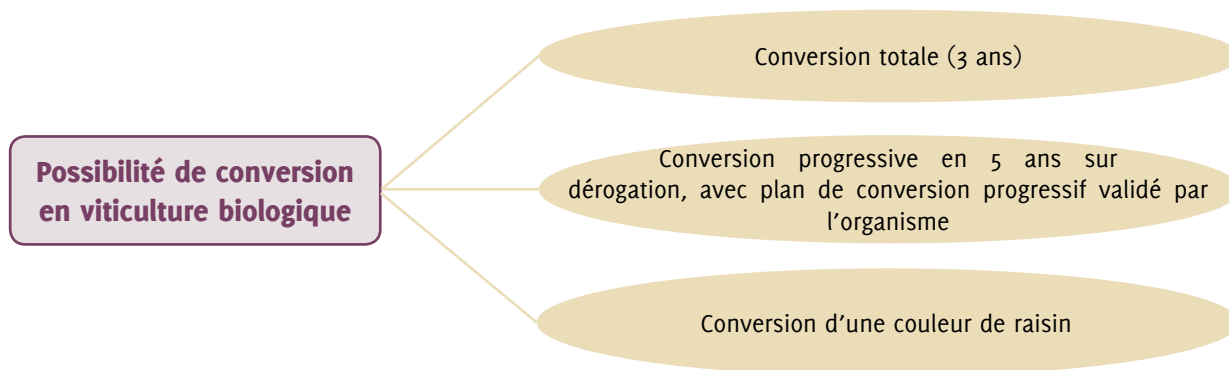 Conversion totale (3 ans)
Possibilité de conversion
en viticulture biologique
Conversion progressive en 5 ans sur
dérogation, avec plan de conversion progressif validé par
l'organisme
Conversion d'une couleur de raisin